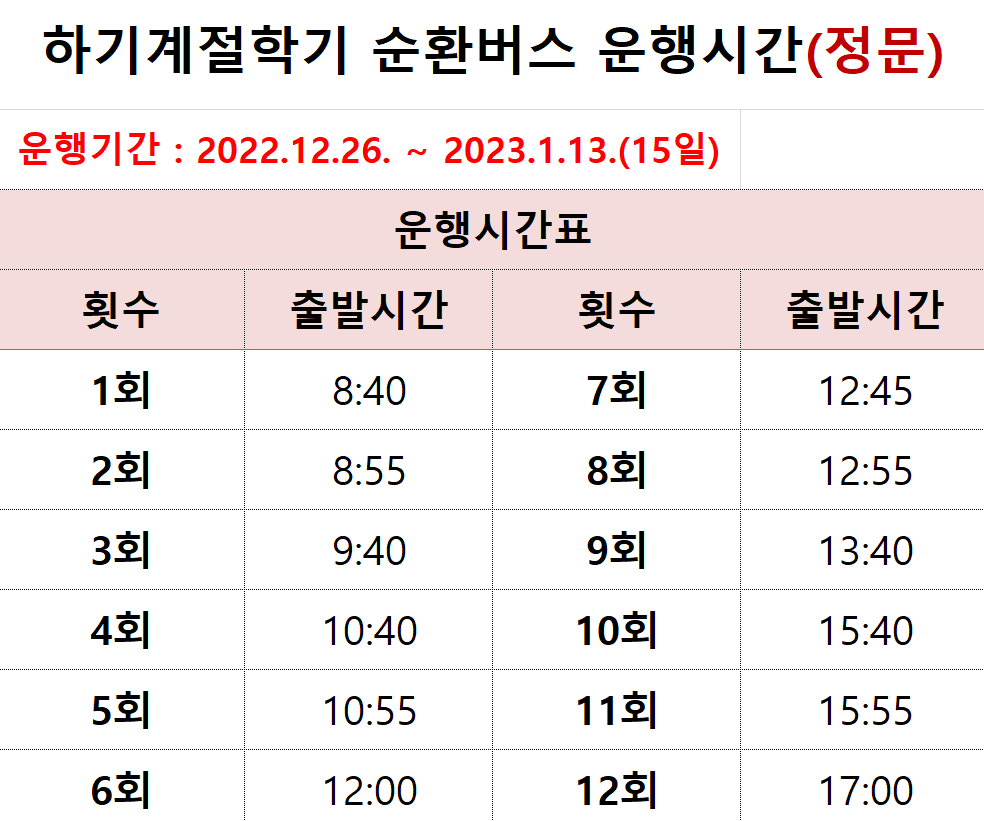 하기계절학기 순환버스 운행시간(정문)
운행기간 : 2022.12.26. ~ 2023.1.13.(15일)
운행시간표
횟수 출발시간 횟수 출발시간
1회 8:40 7회 12:45
2회 8:55 8회 12:55
3회 9:40 9회 13:40
4회 10:40 10회 15:40
5회 10:55 11회 15:55
6회 12:00 12회 17:00